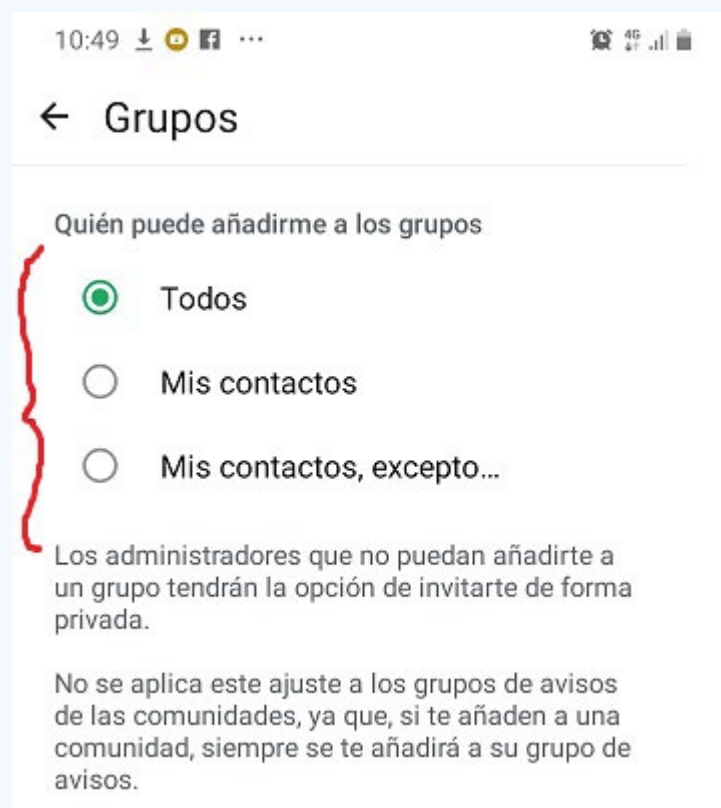 10:49
Grupos
Quién puede añadirme a los grupos
Todos
Mis contactos
Mis contactos, excepto...
Los administradores que no puedan añadirte a
un grupo tendrán la opción de invitarte de forma
privada.
No se aplica este ajuste a los grupos de avisos
de las comunidades, ya que, si te añaden a una
comunidad, siempre se te añadirá a su grupo de
avisos.